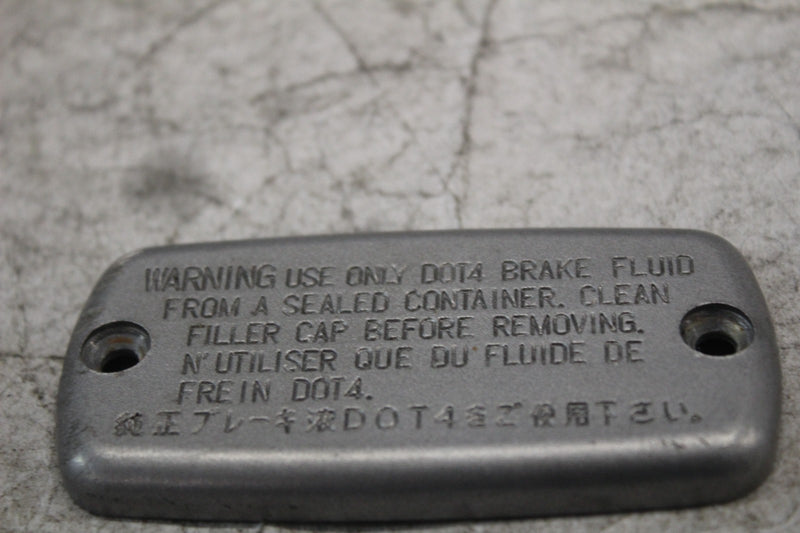 WARNING USE ONLY DOT4 BRAKE FLUID
FROM A SEALED CONTAINER. CLEAN
FILLER CAP BEFORE REMOVING.
N'UTILISER QUE DU FLUIDE DE
FREIN DOT4.
純正ブレーキ液DOT4をご使用下さい。